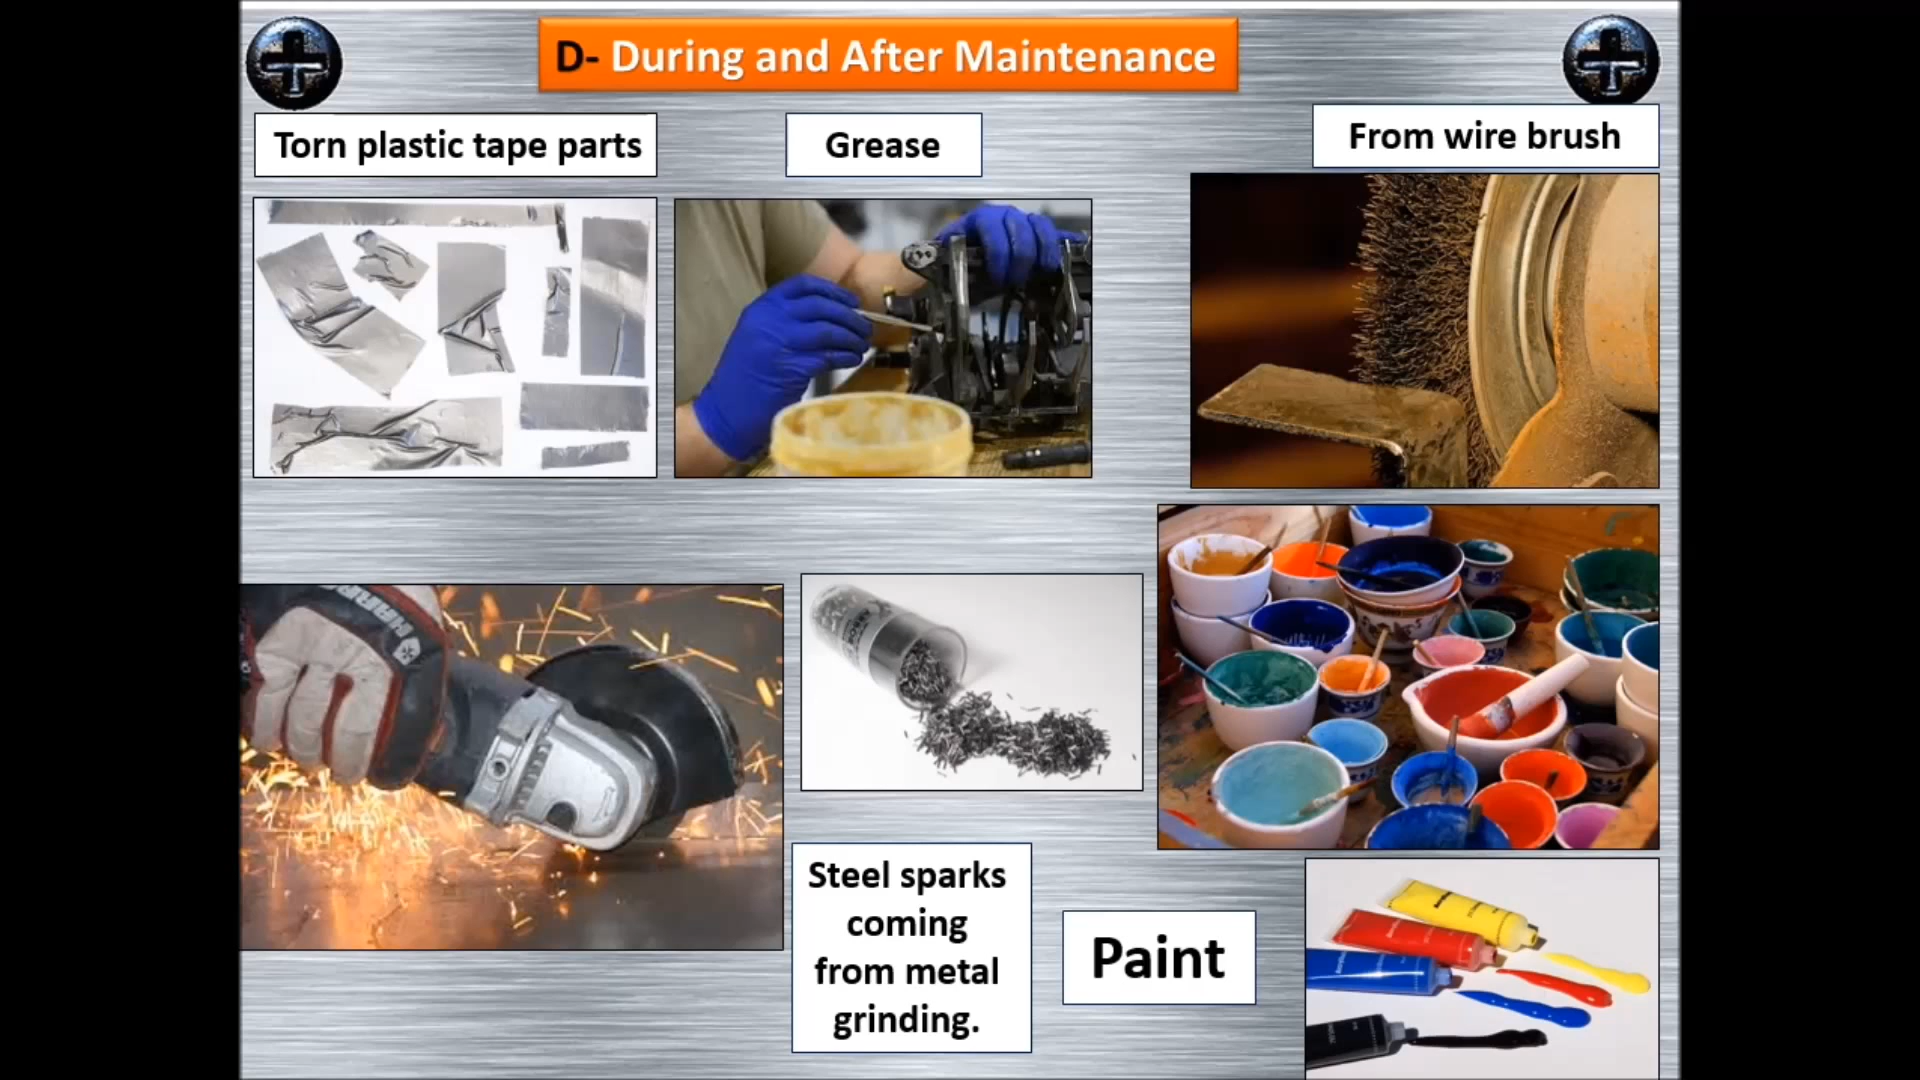 D- During and After Maintenance
Torn plastic tape parts
Grease
From wire brush
Steel sparks
coming
from metal
grinding.
Paint